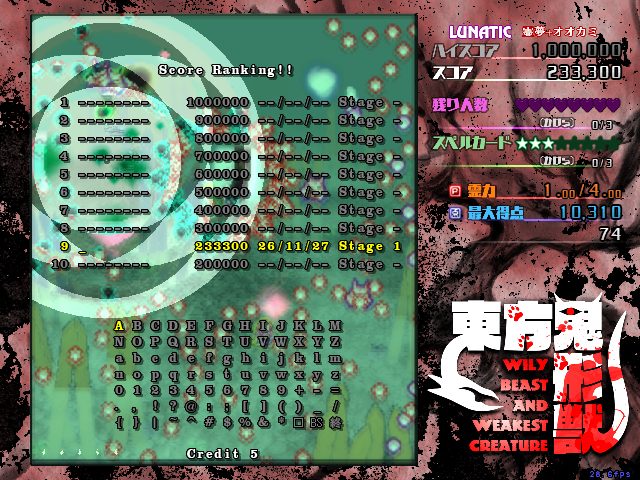 Score Ranking!!
1 -------- 1000000 --/--/-- Stage -
2 -------- 900000 --/--/-- Stage -
3 -------- 800000 --/--/-- Stage -
4 -------- 700000 --/--/-- Stage -
5 -------- 600000 --/--/-- Stage -
6 -------- 500000 --/--/-- Stage -
7 -------- 400000 --/--/-- Stage -
8 -------- 300000 --/--/-- Stage -
9 _ 233300 26/11/27 Stage 1
10 -------- 200000 --/--/-- Stage -
A B C D E F G H I J K L M
N O P Q R S T U V W X Y Z
a b c d e f g h i j k l m
n o p q r s t u v w x y z
0 1 2 3 4 5 6 7 8 9 + - =
. , ! ? @ : ; [ ] ( ) _ /
{ } | ~ ^ # $ % & * □ BS 終
Credit 5
LUNATIC 霊夢+オオカミ
ハイスコア 1,000,000
スコア 233,300
残り人数
(かけら) 0/3
スペルカード ★★★
(かけら) 0/3
P 霊力 1.00/4.00
最大得点 10,310
74
東方鬼形獣
WILY
BEAST
AND
WEAKEST
CREATURE